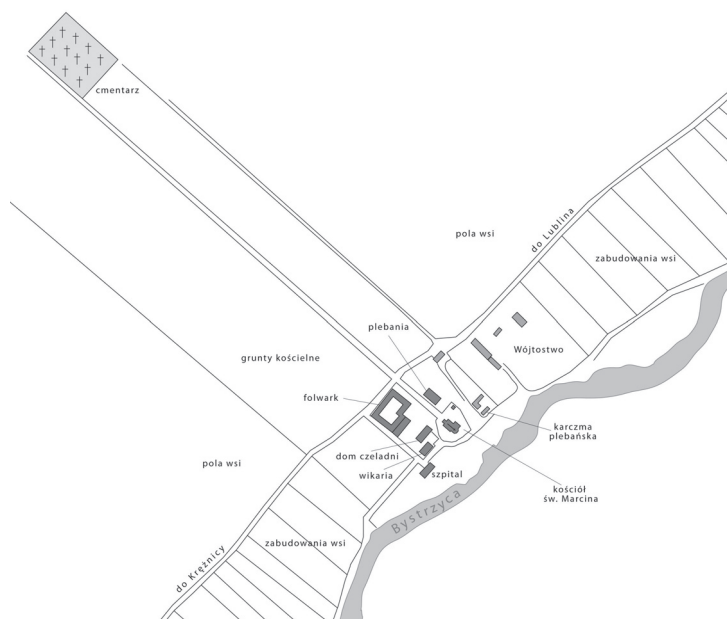 cmentarz
do Lublina
pola wsi
zabudowania wsi
plebania
Wójtostwo
grunty kościelne
folwark
karczma
plebańska
dom czeladni
pola wsi
wikaria
szpital
kościół
św. Marcina
Bystrzyca
zabudowania wsi
do Krężnicy